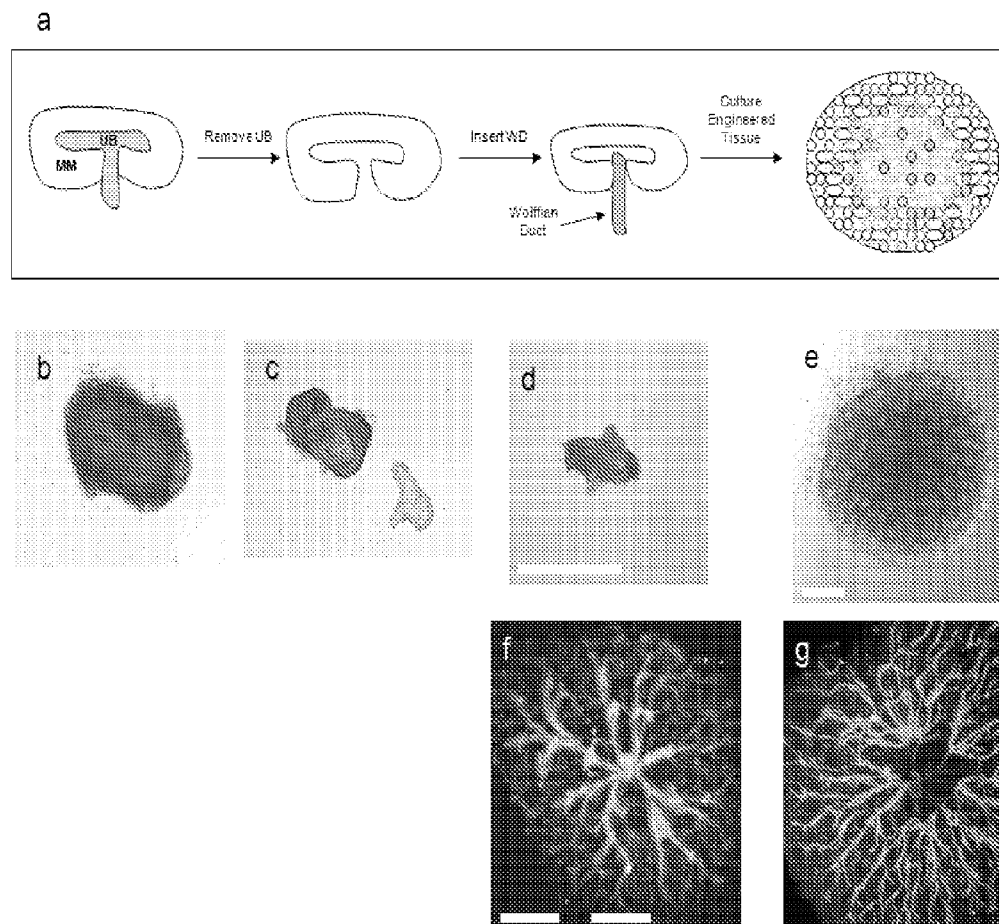 a
UB
MM
Remove UB
Insert WD
Wolffian
Duct
Culture
Engineered
Tissue
b
c
d
e
f
g